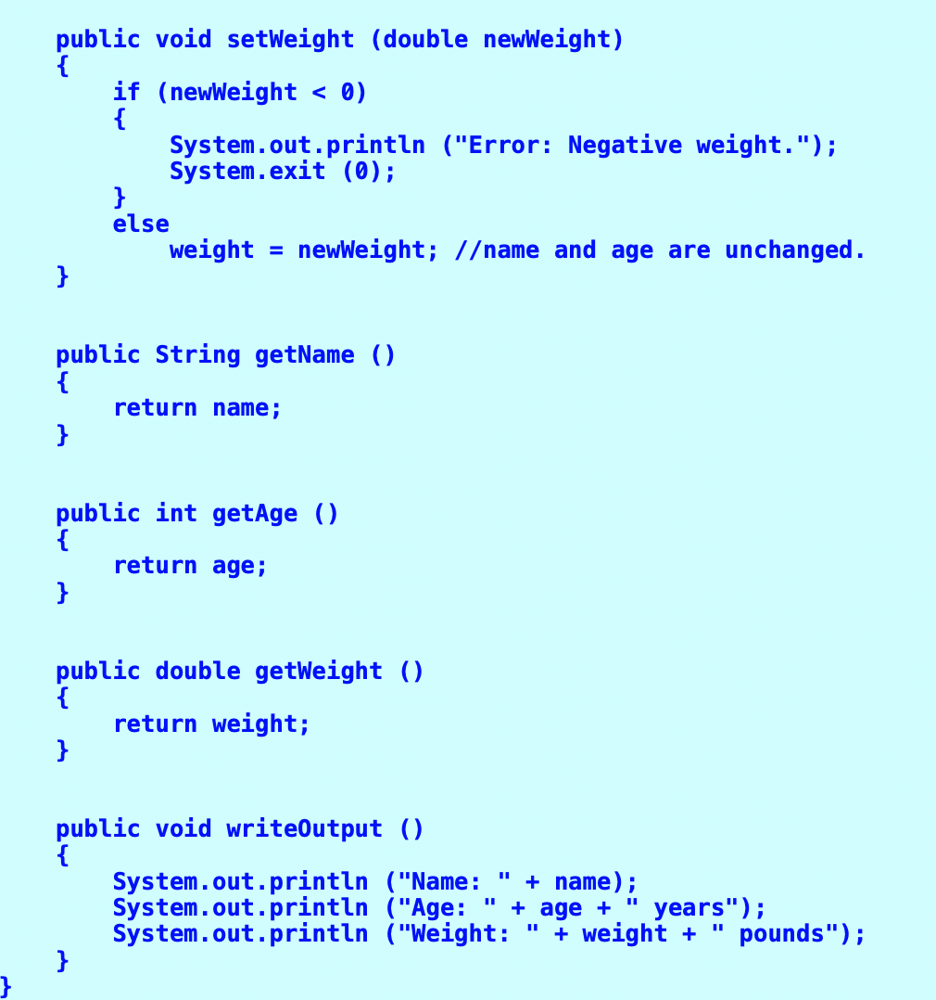 public void setWeight (double newWeight)
    {
        if (newWeight < 0)
        {
            System.out.println ("Error: Negative weight.");
            System.exit (0);
        }
        else
            weight = newWeight; //name and age are unchanged.
    }


    public String getName ()
    {
        return name;
    }


    public int getAge ()
    {
        return age;
    }


    public double getWeight ()
    {
        return weight;
    }


    public void writeOutput ()
    {
        System.out.println ("Name: " + name);
        System.out.println ("Age: " + age + " years");
        System.out.println ("Weight: " + weight + " pounds");
    }
}